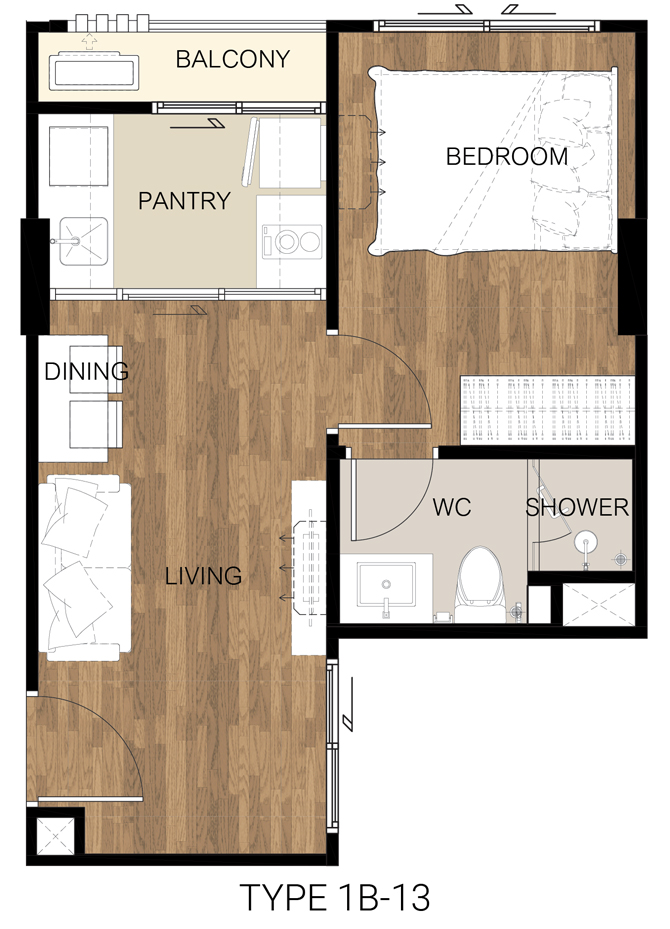 BALCONY
BEDROOM
PANTRY
DINING
WC
SHOWER
LIVING
TYPE 1B-13